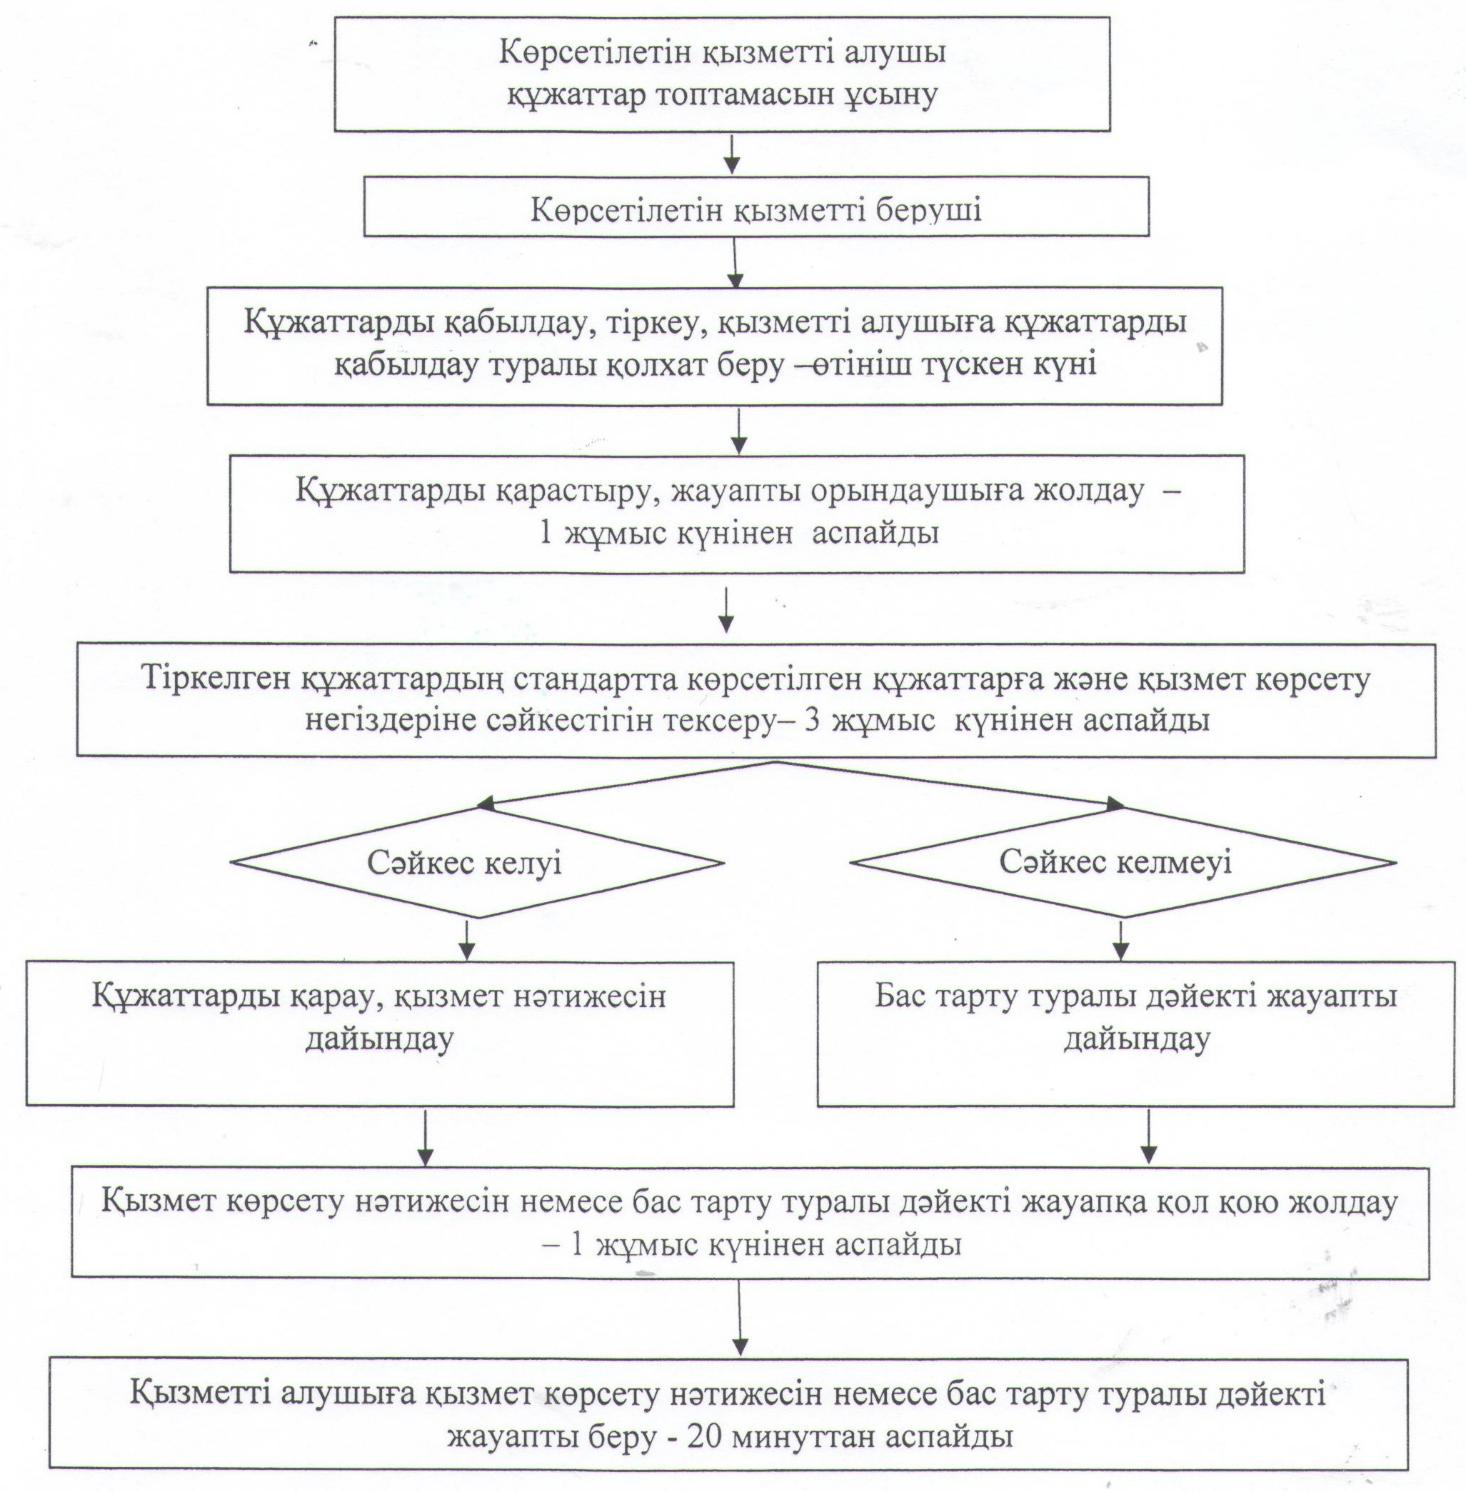 Көрсетілетін қызметті алушы
құжаттар топтамасын ұсыну
Көрсетілетін қызметті беруші
Құжаттарды қабылдау, тіркеу, қызметті алушыға құжаттарды
қабылдау туралы қолхат беру –өтініш түскен күні
Құжаттарды қарастыру, жауапты орындаушыға жолдау –
1 жұмыс күнінен аспайды
Тіркелген құжаттардың стандартта көрсетілген құжаттарға және қызмет көрсету
негіздеріне сәйкестігін тексеру– 3 жұмыс күнінен аспайды
Сәйкес келуі
Сәйкес келмеуі
Құжаттарды қарау, қызмет нәтижесін
дайындау
Бас тарту туралы дәйекті жауапты
дайындау
Қызмет көрсету нәтижесін немесе бас тарту туралы дәйекті жауапқа қол қою жолдау
– 1 жұмыс күнінен аспайды
Қызметті алушыға қызмет көрсету нәтижесін немесе бас тарту туралы дәйекті
жауапты беру - 20 минуттан аспайды